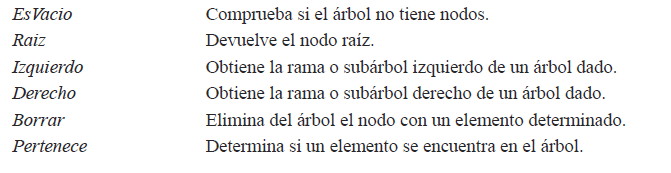 EsVacio Comprueba si el árbol no tiene nodos.
Raiz Devuelve el nodo raíz.
Izquierdo Obtiene la rama o subárbol izquierdo de un árbol dado.
Derecho Obtiene la rama o subárbol derecho de un árbol dado.
Borrar Elimina del árbol el nodo con un elemento determinado.
Pertenece Determina si un elemento se encuentra en el árbol.